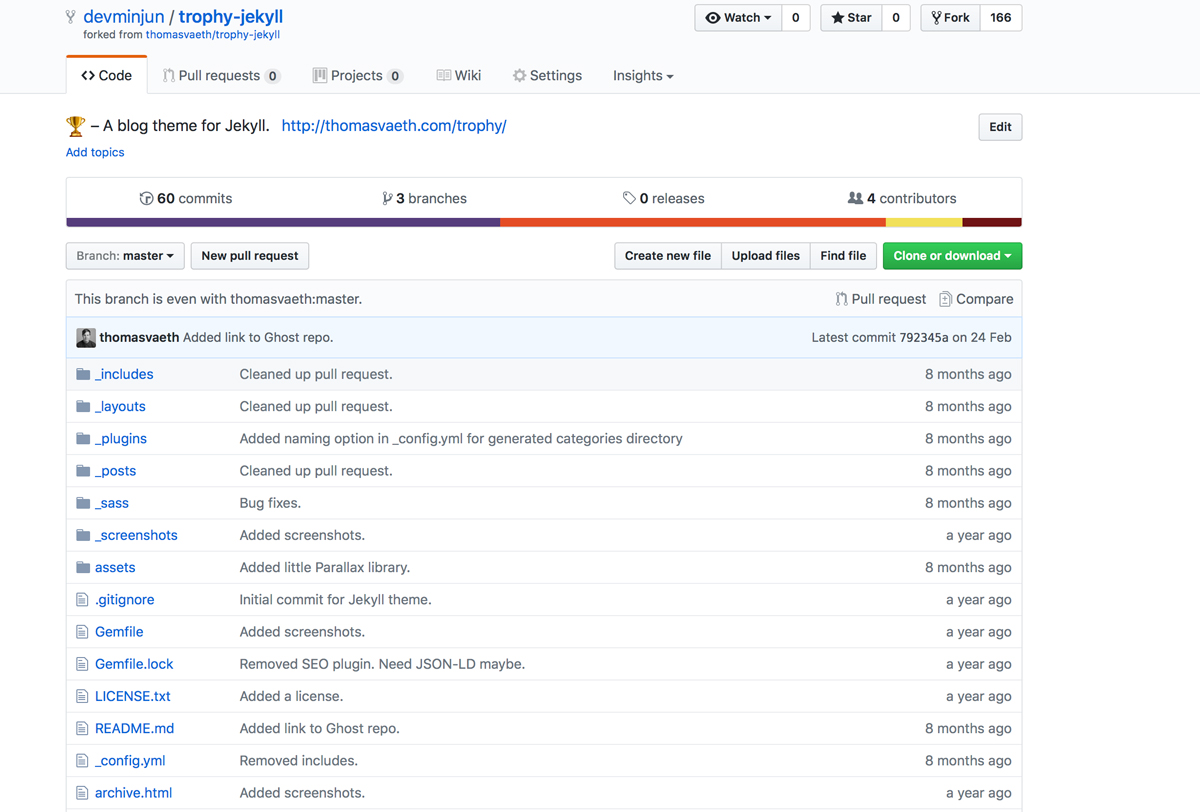 devminjun / trophy-jekyll
forked from thomasvaeth/trophy-jekyll
Watch 0 Star 0 Fork 166
Code Pull requests 0 Projects 0 Wiki Settings Insights
– A blog theme for Jekyll. http://thomasvaeth.com/trophy/
Edit
Add topics
60 commits 3 branches 0 releases 4 contributors
Branch: master New pull request Create new file Upload files Find file Clone or download
This branch is even with thomasvaeth:master. Pull request Compare
thomasvaeth Added link to Ghost repo. Latest commit 792345a on 24 Feb
_includes Cleaned up pull request. 8 months ago
_layouts Cleaned up pull request. 8 months ago
_plugins Added naming option in _config.yml for generated categories directory 8 months ago
_posts Cleaned up pull request. 8 months ago
_sass Bug fixes. 8 months ago
_screenshots Added screenshots. a year ago
assets Added little Parallax library. 8 months ago
.gitignore Initial commit for Jekyll theme. a year ago
Gemfile Added screenshots. a year ago
Gemfile.lock Removed SEO plugin. Need JSON-LD maybe. a year ago
LICENSE.txt Added a license. a year ago
README.md Added link to Ghost repo. 8 months ago
_config.yml Removed includes. 8 months ago
archive.html Added screenshots. a year ago